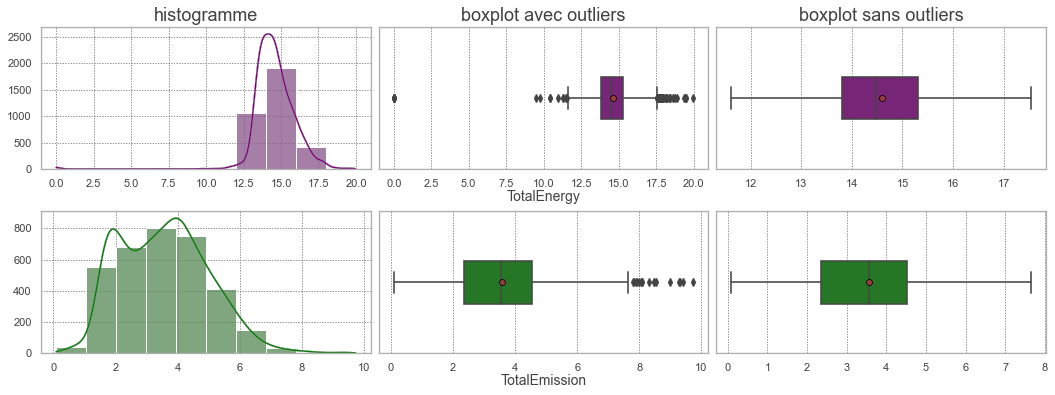 histogramme
boxplot avec outliers
boxplot sans outliers
2500
2000
1500
1000
500
0
0.0 2.5 5.0 7.5 10.0 12.5 15.0 17.5 20.0
0.0 2.5 5.0 7.5 10.0 12.5 15.0 17.5 20.0
12 13 14 15 16 17
TotalEnergy
800
600
400
200
0
0 2 4 6 8 10
0 2 4 6 8 10
0 1 2 3 4 5 6 7 8
TotalEmission